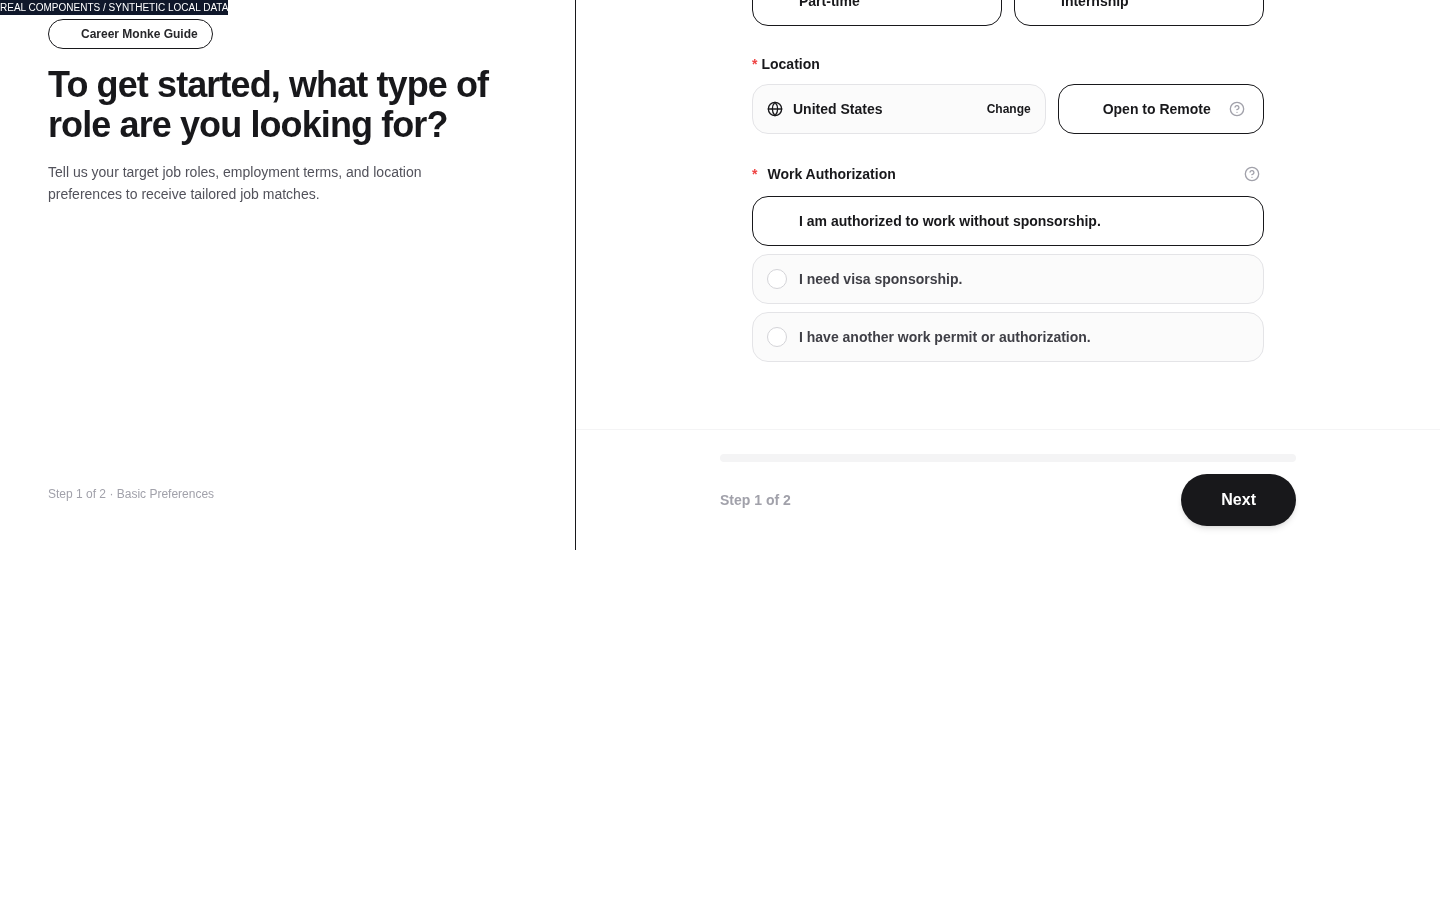 REAL COMPONENTS / SYNTHETIC LOCAL DATA
Career Monke Guide
To get started, what type of
role are you looking for?
Tell us your target job roles, employment terms, and location
preferences to receive tailored job matches.
Step 1 of 2 · Basic Preferences
Part-time
Internship
* Location
United States
Change
Open to Remote
* Work Authorization
I am authorized to work without sponsorship.
I need visa sponsorship.
I have another work permit or authorization.
Step 1 of 2
Next